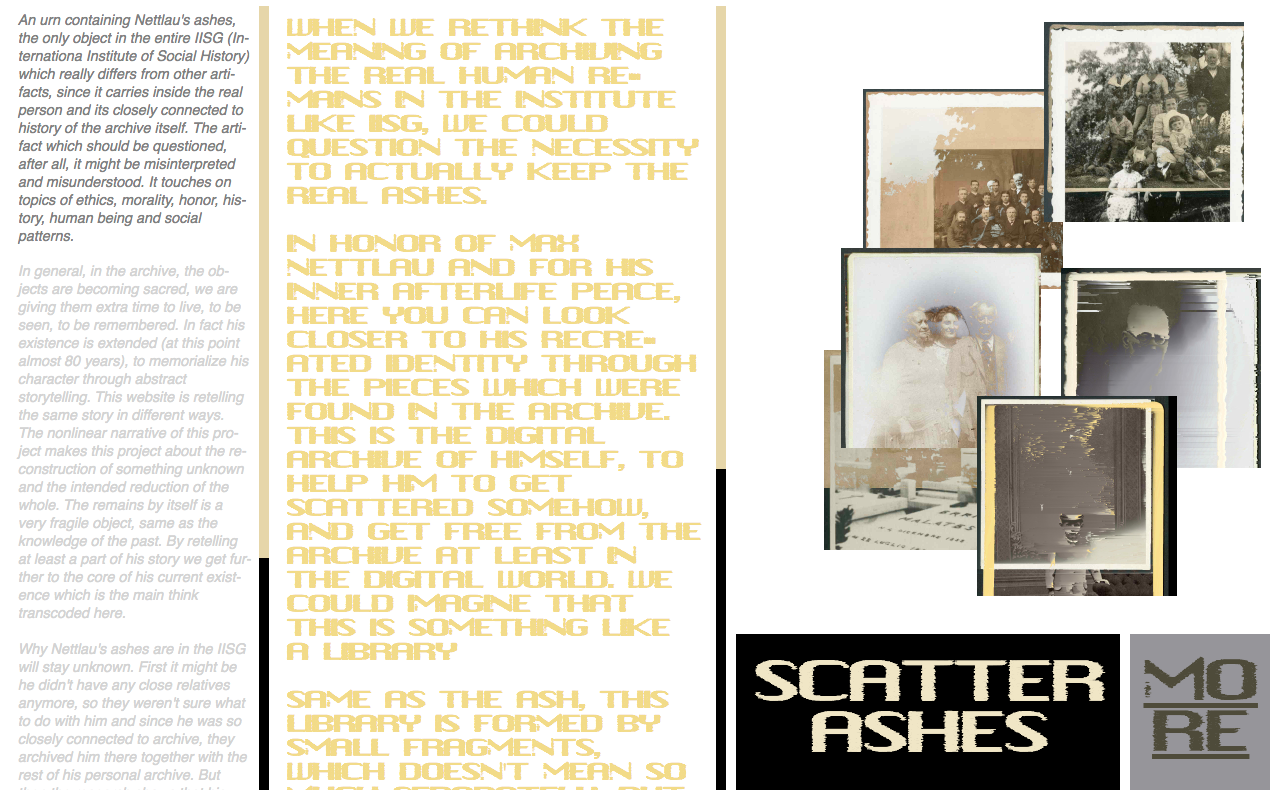 An urn containing Nettlau's ashes,
the only object in the entire IISG (In-
ternationa Institute of Social History)
which really differs from other arti-
facts, since it carries inside the real
person and its closely connected to
history of the archive itself. The arti-
fact which should be questioned,
after all, it might be misinterpreted
and misunderstood. It touches on
topics of ethics, morality, honor, his-
tory, human being and social
patterns.
In general, in the archive, the ob-
jects are becoming sacred, we are
giving them extra time to live, to be
seen, to be remembered. In fact his
existence is extended (at this point
almost 80 years), to memorialize his
character through abstract
storytelling. This website is retelling
the same story in different ways.
The nonlinear narrative of this pro-
ject makes this project about the re-
construction of something unknown
and the intended reduction of the
whole. The remains by itself is a
very fragile object, same as the
knowledge of the past. By retelling
at least a part of his story we get fur-
ther to the core of his current exist-
ence which is the main think
transcoded here.
Why Nettlau's ashes are in the IISG
will stay unknown. First it might be
he didn't have any close relatives
anymore, so they weren't sure what
to do with him and since he was so
closely connected to archive, they
archived him there together with the
rest of his personal archive. But
WHEN WE RETHINK THE
MEANING OF ARCHIVING
THE REAL HUMAN RE-
MAINS IN THE INSTITUTE
LIKE IISG, WE COULD
QUESTION THE NECESSITY
TO ACTUALLY KEEP THE
REAL ASHES.
IN HONOR OF MAX
NETTLAU AND FOR HIS
INNER AFTERLIFE PEACE,
HERE YOU CAN LOOK
CLOSER TO HIS RECRE-
ATED IDENTITY THROUGH
THE PIECES WHICH WERE
FOUND IN THE ARCHIVE.
THIS IS THE DIGITAL
ARCHIVE OF HIMSELF, TO
HELP HIM TO GET
SCATTERED SOMEHOW,
AND GET FREE FROM THE
ARCHIVE AT LEAST IN
THE DIGITAL WORLD. WE
COULD IMAGINE THAT
THIS IS SOMETHING LIKE
A LIBRARY
SAME AS THE ASH, THIS
LIBRARY IS FORMED BY
SMALL FRAGMENTS,
WHICH DOESN'T MEAN SO
MALATES
SCATTER
ASHES
MO
RE